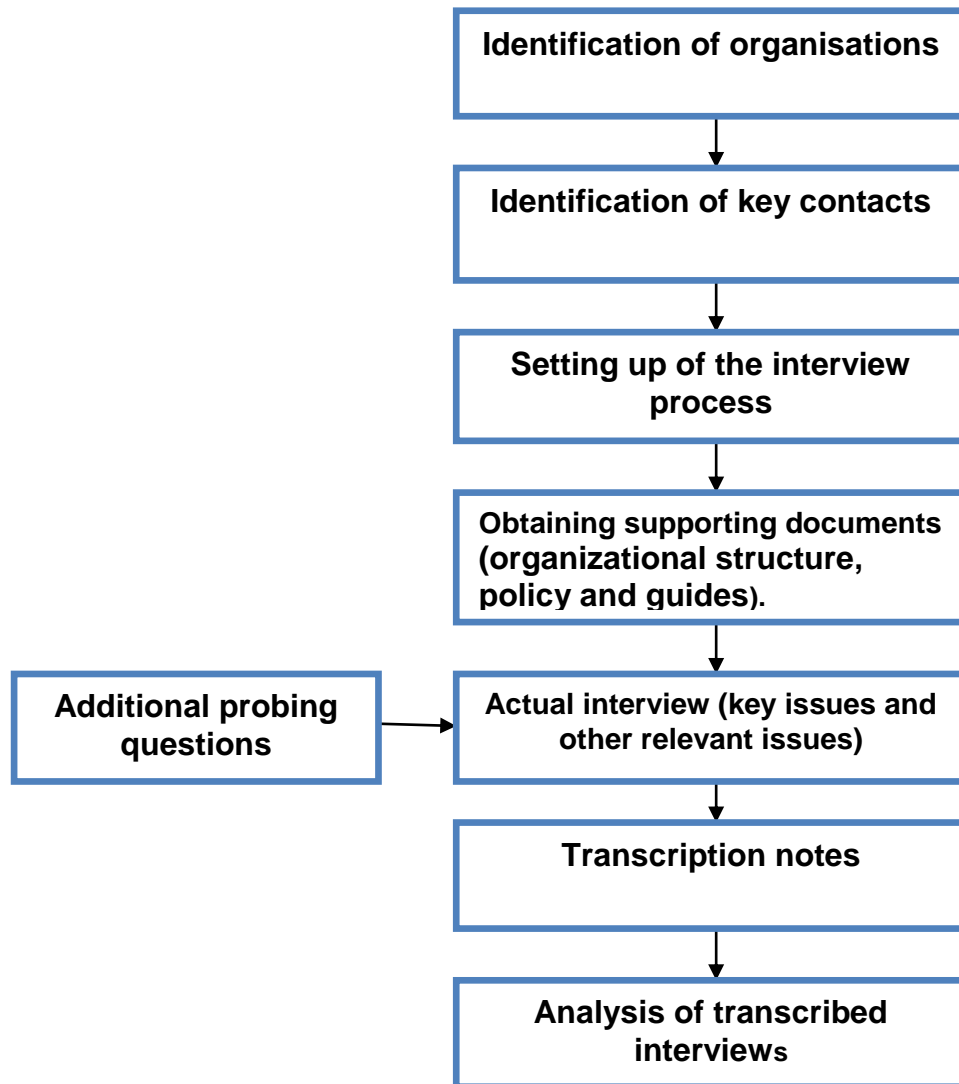 Identification of organisations
Identification of key contacts
Setting up of the interview
process
Obtaining supporting documents
(organizational structure,
policy and guides).
Additional probing
questions
Actual interview (key issues and
other relevant issues)
Transcription notes
Analysis of transcribed
interviews